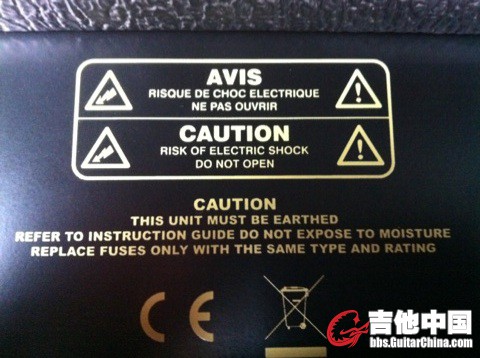 AVIS
RISQUE DE CHOC ELECTRIQUE
NE PAS OUVRIR
CAUTION
RISK OF ELECTRIC SHOCK
DO NOT OPEN
CAUTION
THIS UNIT MUST BE EARTHED
REFER TO INSTRUCTION GUIDE DO NOT EXPOSE TO MOISTURE
REPLACE FUSES ONLY WITH THE SAME TYPE AND RATING
CE
吉他中国
bbs.GuitarChina.com